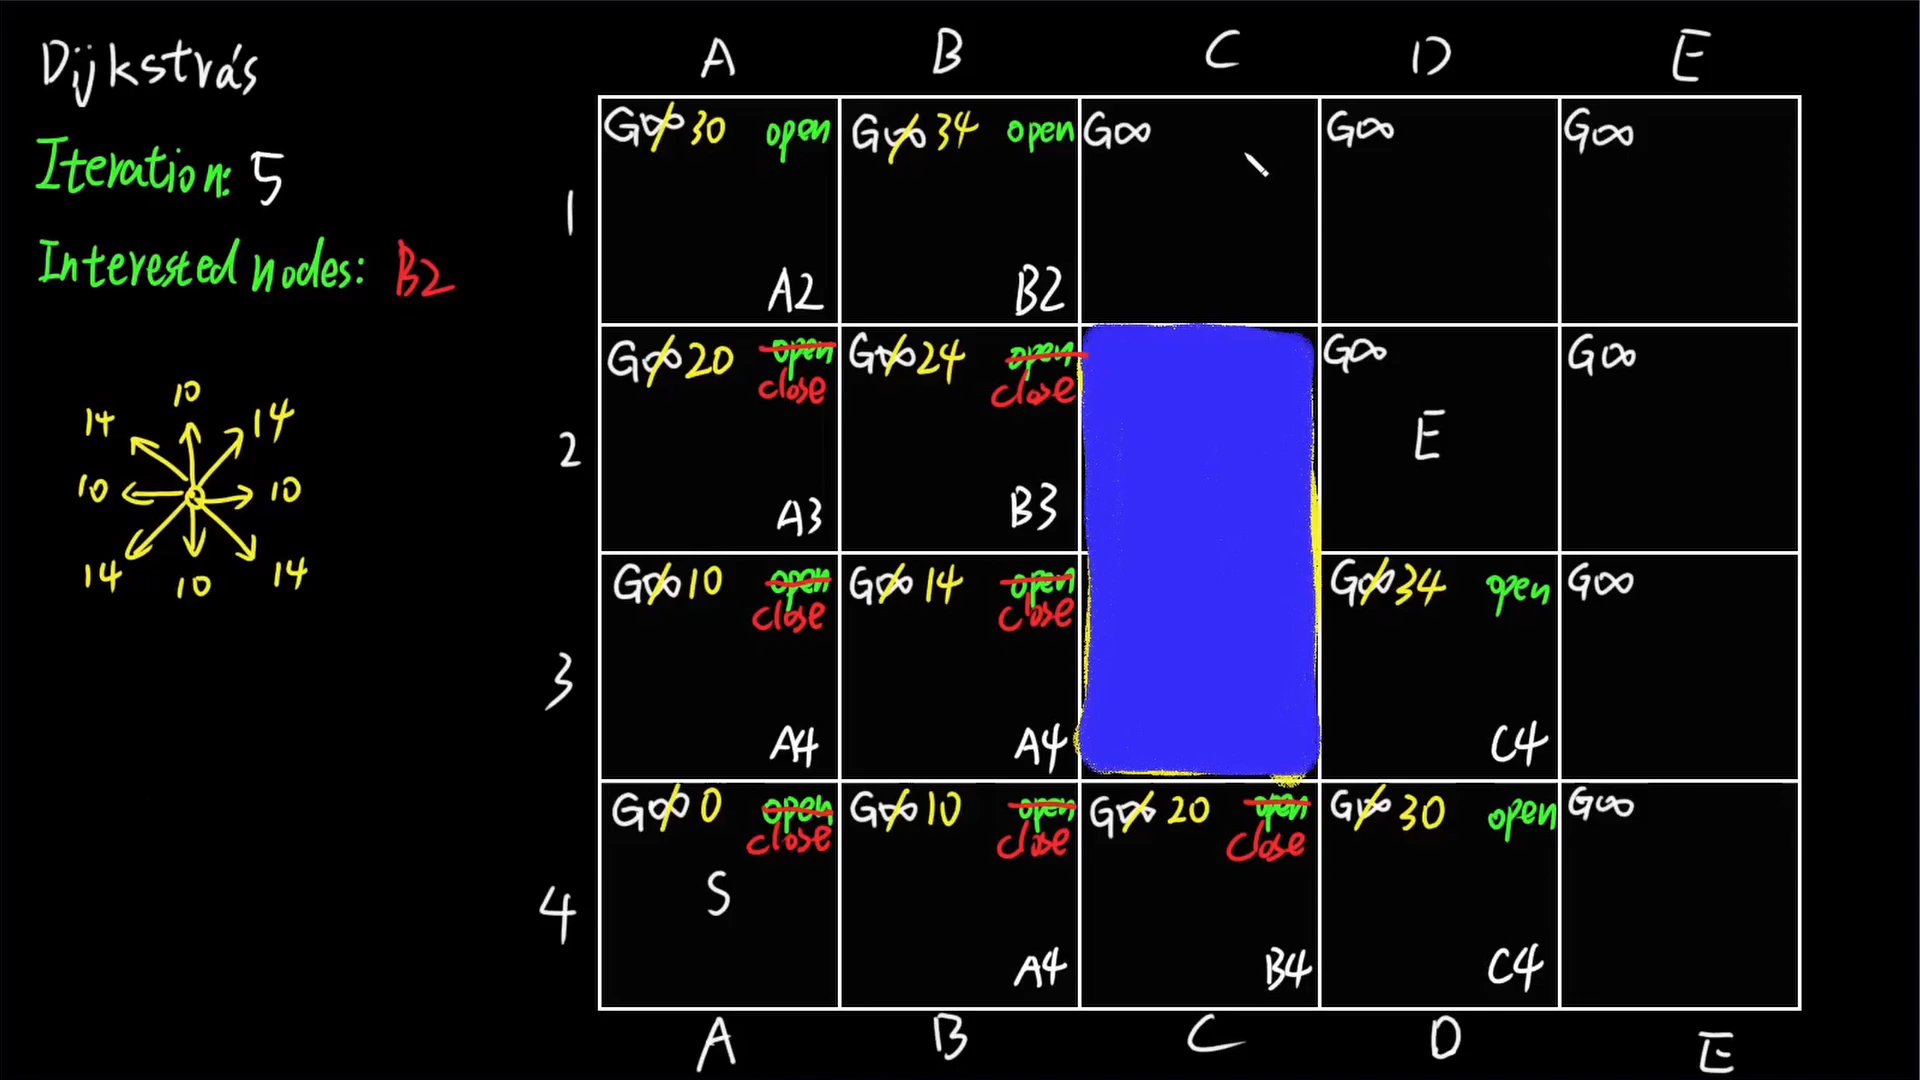 Dijkstra's
Iteration: 5
Interested nodes: B2
10
14 14
10 10
14 10 14
A B C D E
1
G∞ 30 open G∞ 34 open G∞ G∞ G∞
A2 B2
2
G∞ 20 open G∞ 24 open G∞ G∞
close close
E
A3 B3
3
G∞ 10 open G∞ 14 open G∞ 34 open G∞
close close
A4 A4 C4
4
G∞ 0 open G∞ 10 open G∞ 20 open G∞ 30 open G∞
close close close
S
A4 B4 C4
A B C D E